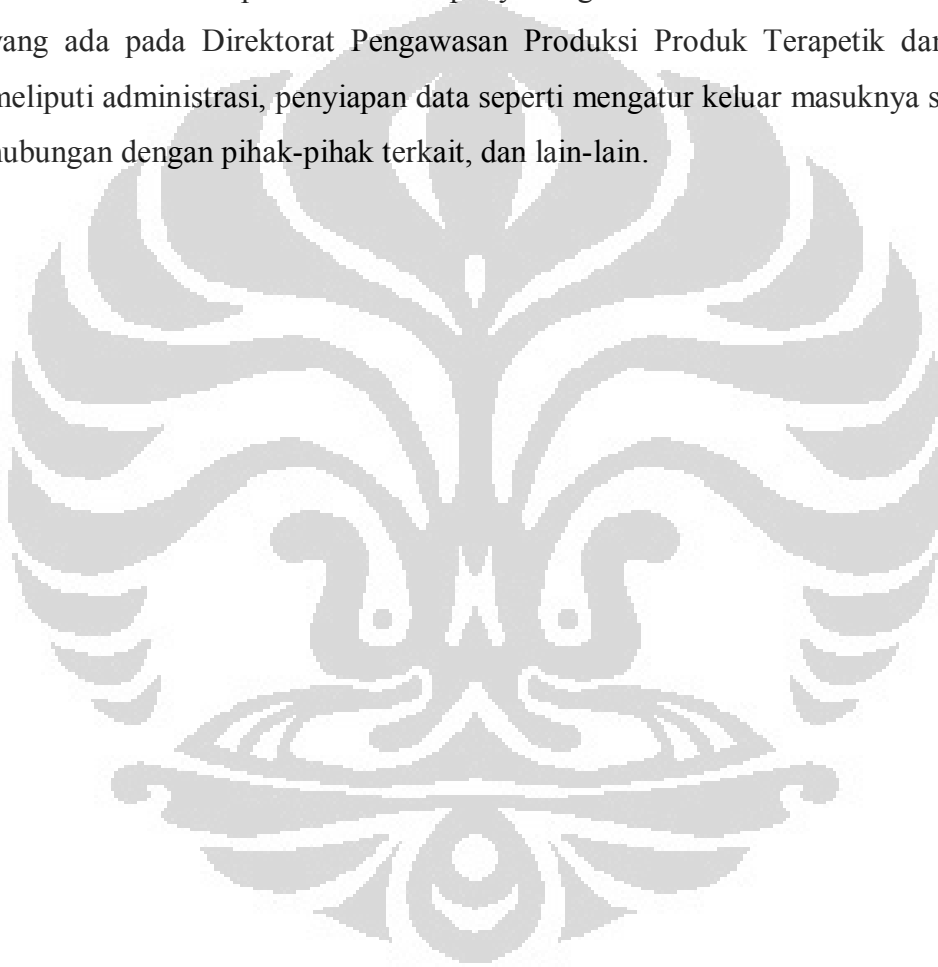 yang ada pada Direktorat Pengawasan Produksi Produk Terapetik dan
meliputi administrasi, penyiapan data seperti mengatur keluar masuknya s
hubungan dengan pihak-pihak terkait, dan lain-lain.